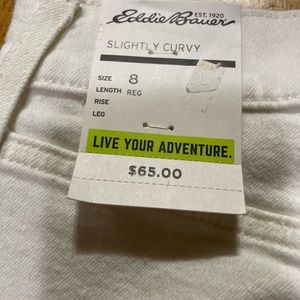 Eddie Bauer EST. 1920
SLIGHTLY CURVY
SIZE 8
LENGTH REG
RISE
LEG
LIVE YOUR ADVENTURE.
$65.00